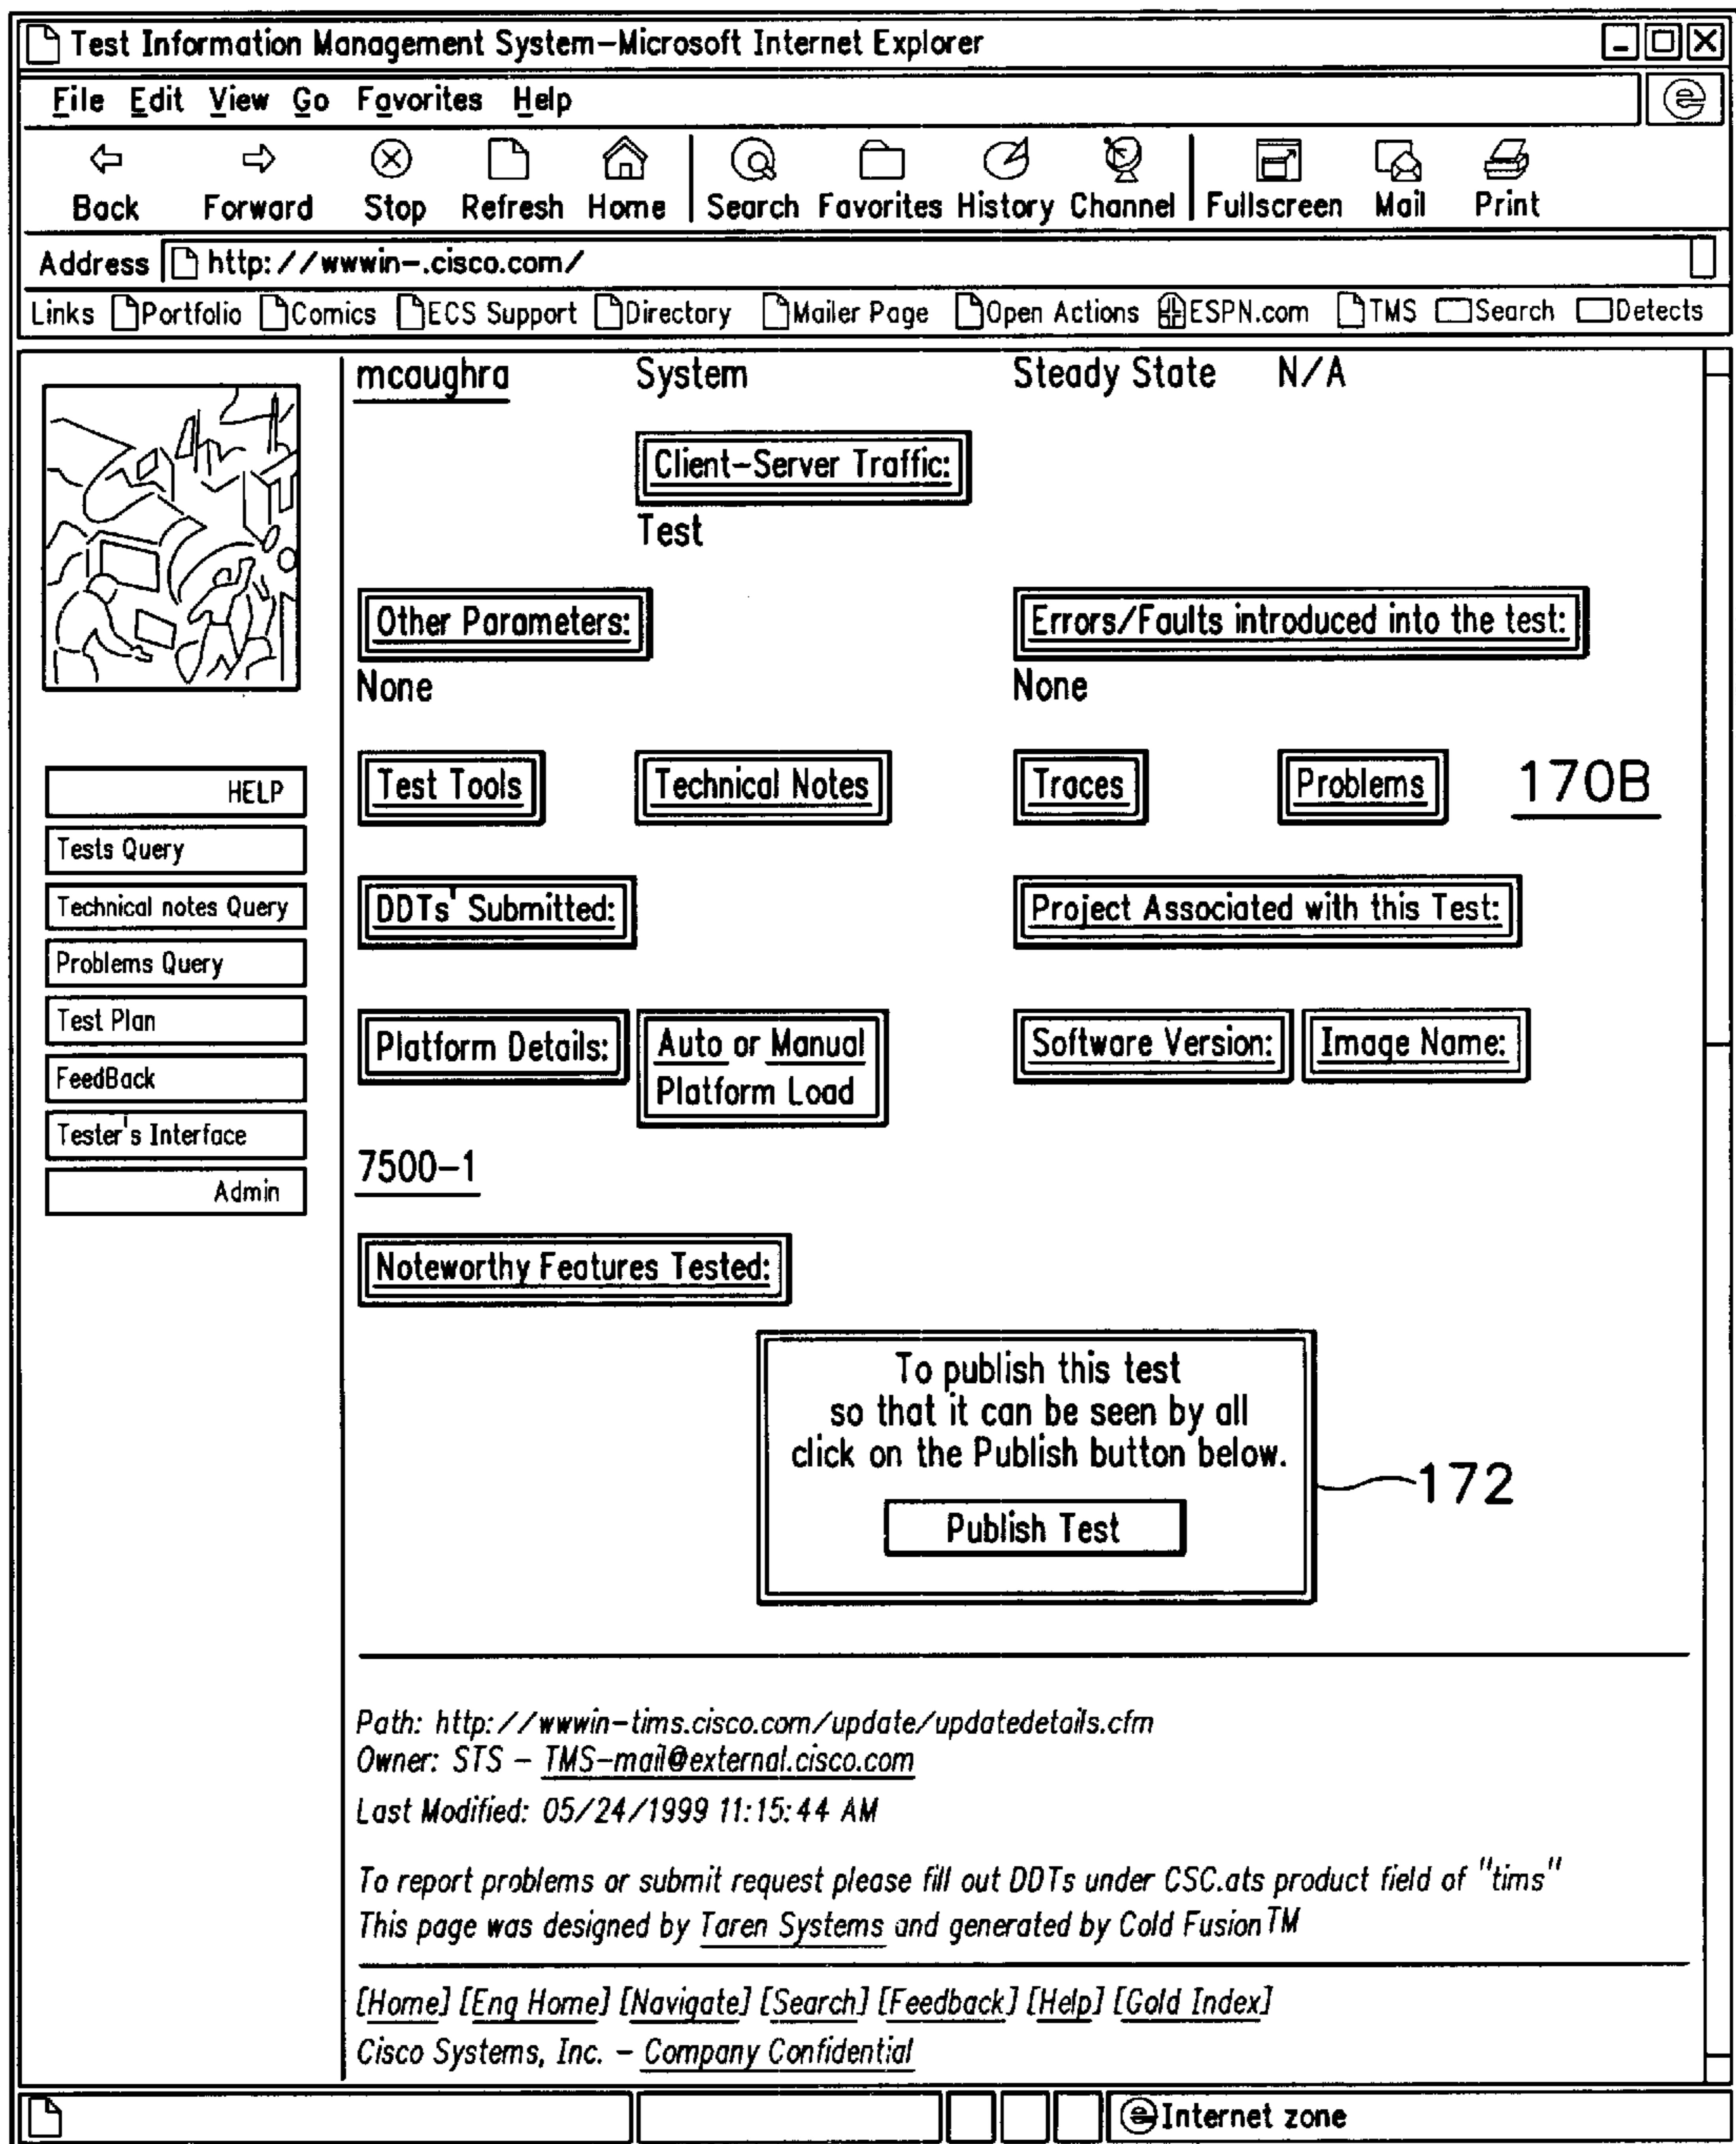 Test Information Management System-Microsoft Internet Explorer
File Edit View Go Favorites Help
Back Forward Stop Refresh Home Search Favorites History Channel Fullscreen Mail Print
Address http://wwwin-.cisco.com/
Links Portfolio Comics ECS Support Directory Mailer Page Open Actions ESPN.com TMS Search Detects
mcaughra System Steady State N/A
Client-Server Traffic:
Test
Other Parameters: Errors/Faults introduced into the test:
None None
HELP
Tests Query
Technical notes Query
Problems Query
Test Plan
FeedBack
Tester's Interface
Admin
Test Tools Technical Notes Traces Problems 170B
DDTs' Submitted: Project Associated with this Test:
Platform Details: Auto or Manual Software Version: Image Name:
Platform Load
7500-1
Noteworthy Features Tested:
To publish this test
so that it can be seen by all
click on the Publish button below.
172
Publish Test
Path: http://wwwin-tims.cisco.com/update/updatedetails.cfm
Owner: STS - TMS-mail@external.cisco.com
Last Modified: 05/24/1999 11:15:44 AM
To report problems or submit request please fill out DDTs under CSC.ats product field of "tims"
This page was designed by Taren Systems and generated by Cold Fusion TM
[Home] [Eng Home] [Navigate] [Search] [Feedback] [Help] [Gold Index]
Cisco Systems, Inc. - Company Confidential
Internet zone